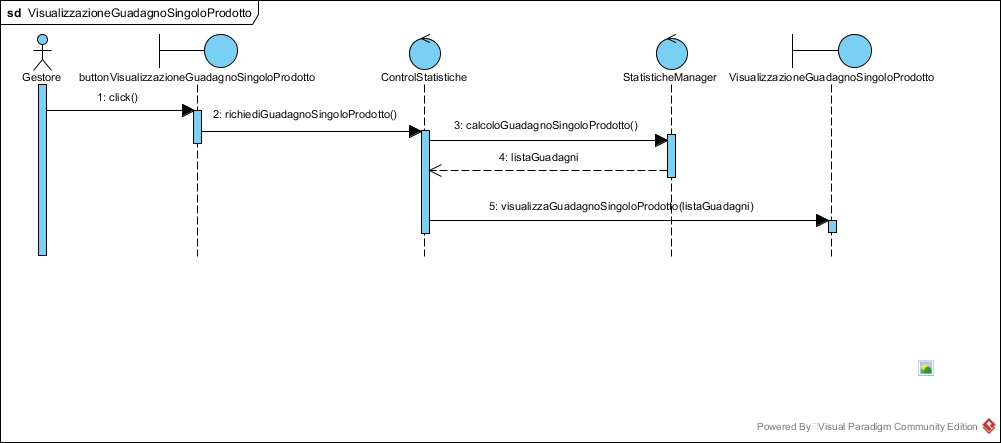 sd VisualizzazioneGuadagnoSingoloProdotto
Gestore
buttonVisualizzazioneGuadagnoSingoloProdotto
ControlStatistiche
StatisticheManager
VisualizzazioneGuadagnoSingoloProdotto
1: click()
2: richiediGuadagnoSingoloProdotto()
3: calcoloGuadagnoSingoloProdotto()
4: listaGuadagni
5: visualizzaGuadagnoSingoloProdotto(listaGuadagni)
Powered By Visual Paradigm Community Edition